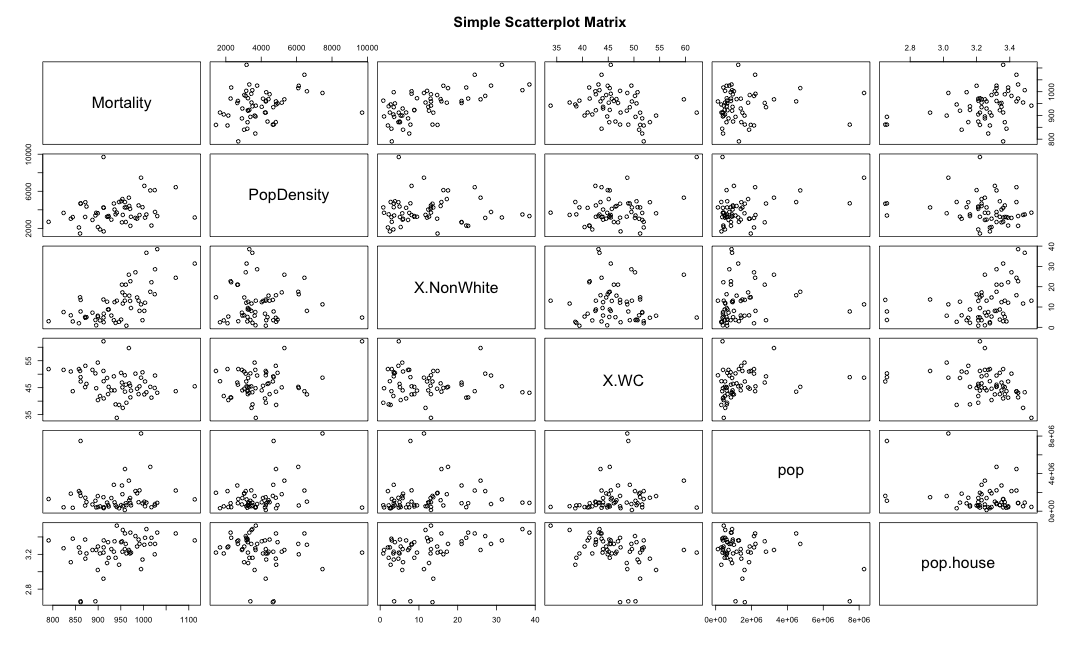 Simple Scatterplot Matrix
2000 4000 6000 8000 10000
35 40 45 50 55 60
2.8 3.0 3.2 3.4
Mortality
800 900 1000
2000 6000 10000
PopDensity
X.NonWhite
0 10 20 30 40
35 45 55
X.WC
pop
0e+00 4e+06 8e+06
2.8 3.2
pop.house
800 850 900 950 1000 1100
0 10 20 30 40
0e+00 2e+06 4e+06 6e+06 8e+06